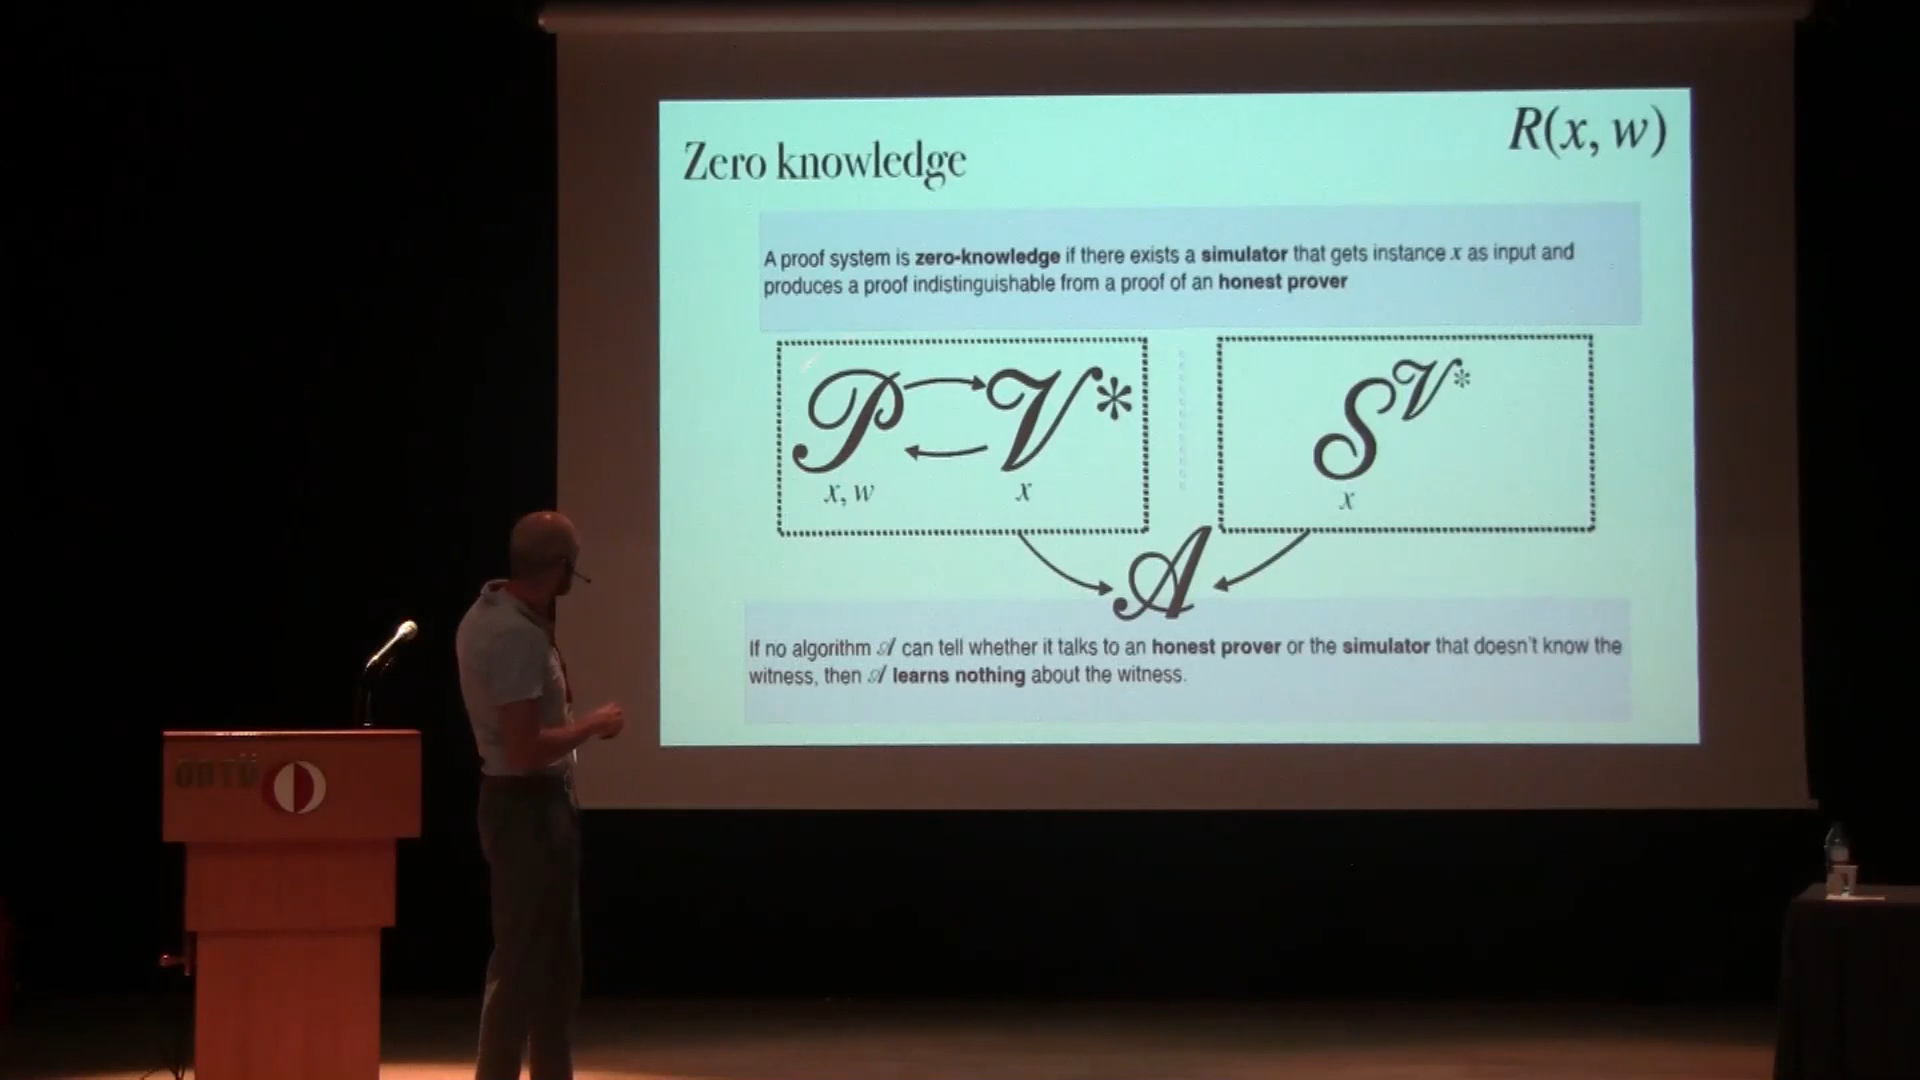 R(x, w)
Zero knowledge
A proof system is zero-knowledge if there exists a simulator that gets instance x as input and
produces a proof indistinguishable from a proof of an honest prover
P V* S^V*
x, w x x
A
If no algorithm A can tell whether it talks to an honest prover or the simulator that doesn't know the
witness, then A learns nothing about the witness.
ODTÜ